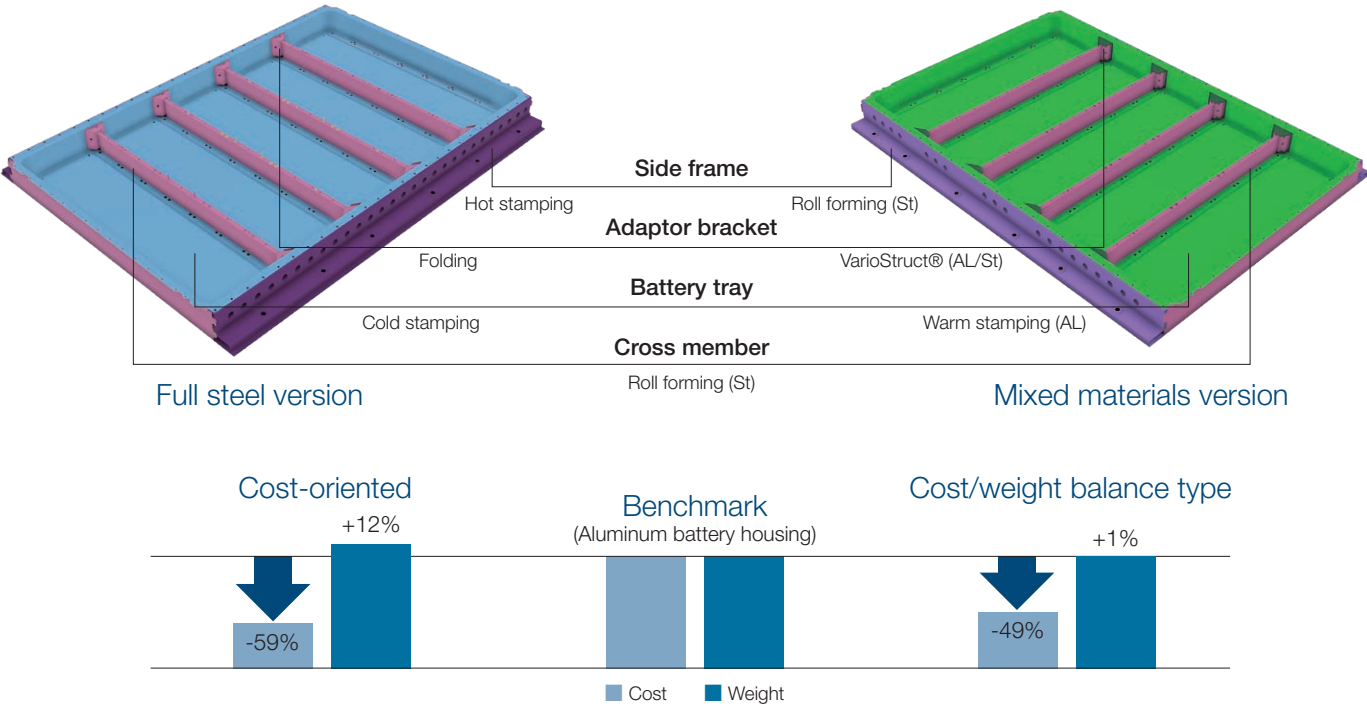 Side frame
Hot stamping
Roll forming (St)
Adaptor bracket
Folding
VarioStruct® (AL/St)
Battery tray
Cold stamping
Warm stamping (AL)
Cross member
Roll forming (St)
Full steel version
Mixed materials version
Cost-oriented
+12%
-59%
Benchmark
(Aluminum battery housing)
Cost/weight balance type
+1%
-49%
Cost
Weight